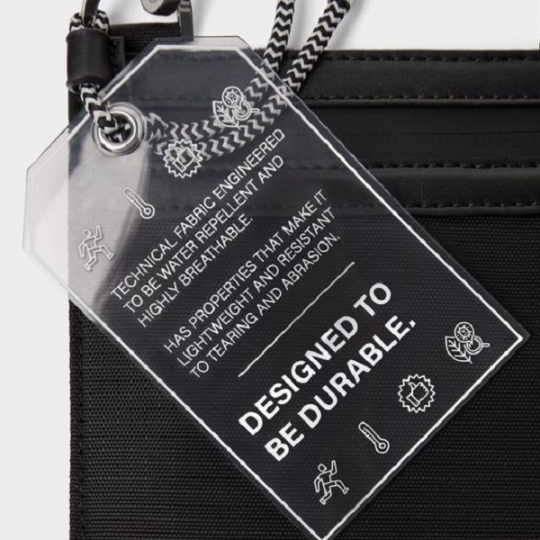 TECHNICAL FABRIC ENGINEERED
TO BE WATER REPELLENT AND
HIGHLY BREATHABLE.
HAS PROPERTIES THAT MAKE IT
LIGHTWEIGHT AND RESISTANT
TO TEARING AND ABRASION.
DESIGNED TO
BE DURABLE.